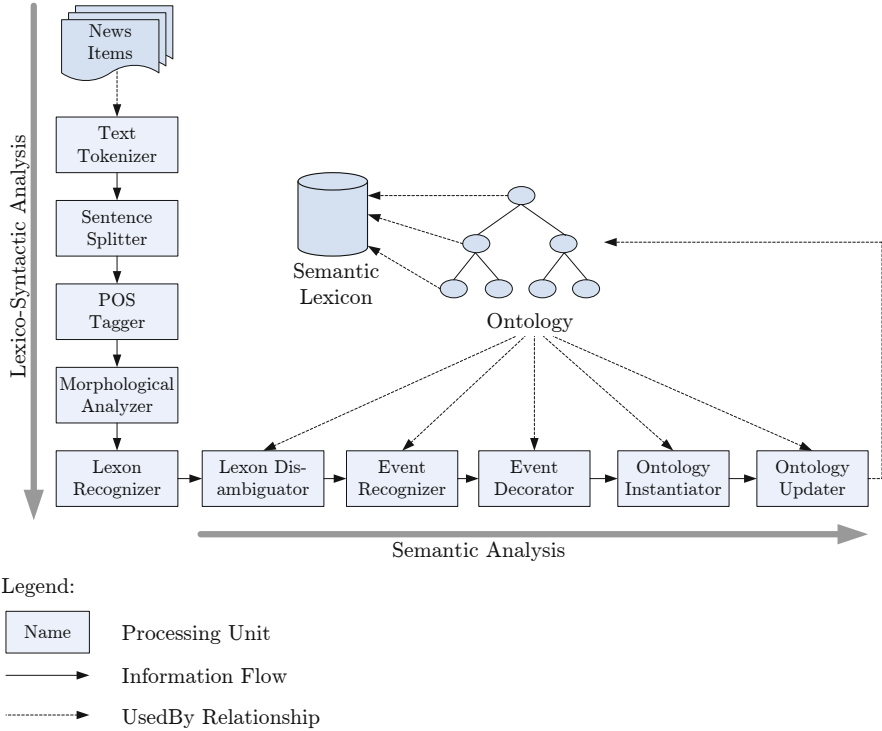 News
Items
Text
Tokenizer
Sentence
Splitter
POS
Tagger
Morphological
Analyzer
Lexon
Recognizer
Lexico-Syntactic Analysis
Semantic
Lexicon
Ontology
Lexon Dis-
ambiguator
Event
Recognizer
Event
Decorator
Ontology
Instantiator
Ontology
Updater
Semantic Analysis
Legend:
Name
Processing Unit
Information Flow
UsedBy Relationship